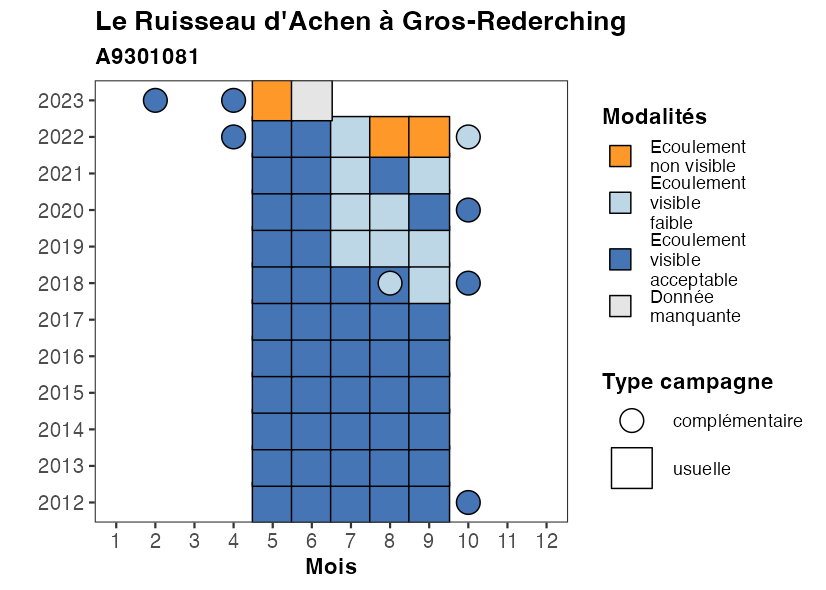 Le Ruisseau d'Achen à Gros-Rederching
A9301081
2023
2022
2021
2020
2019
2018
2017
2016
2015
2014
2013
2012
1 2 3 4 5 6 7 8 9 10 11 12
Mois
Modalités
Ecoulement
non visible
Ecoulement
visible
faible
Ecoulement
visible
acceptable
Donnée
manquante
Type campagne
complémentaire
usuelle